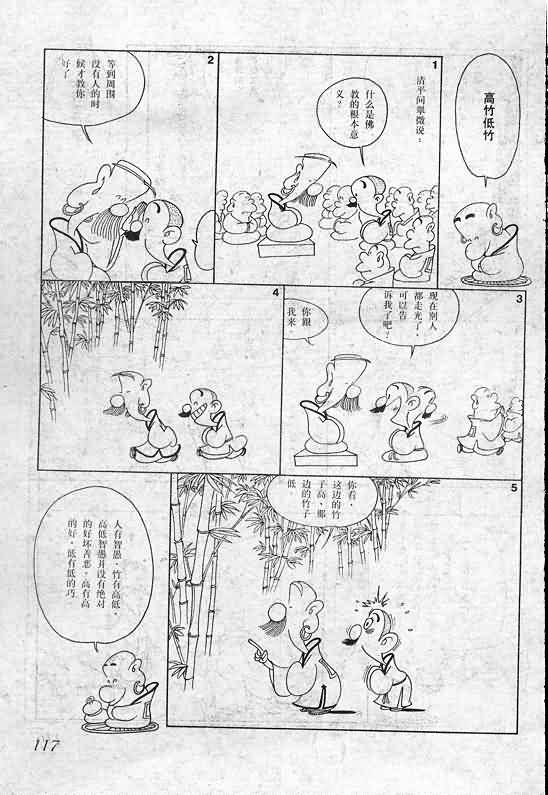 高竹低竹
1
清平问翠微说：
什么是佛
教的根本意
义？
2
等到周围
没有人的时
候才教你
好了
3
现在别人
都走光了，
可以告
诉我了吧？
你跟
我来。
4
5
你看，
这边的竹
子高，那
边的竹子
低。
人有智愚，竹有高低，
高低智愚并没有绝对
的好坏善恶。高有高
的好，低有低的巧。
117